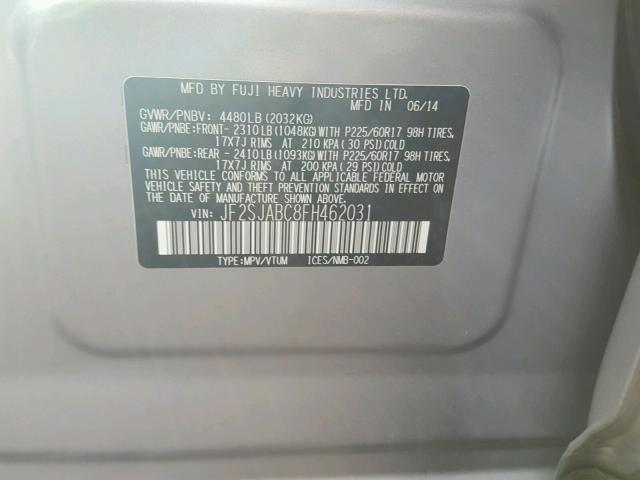 MFD BY FUJI HEAVY INDUSTRIES LTD.
MFD IN 06/14
GVWR/PNBV: 4480LB(2032KG)
GAWR/PNBE:FRONT- 2310LB(1048KG)WITH P225/60R17 98H TIRES,
17X7J RIMS AT 210 KPA( 30 PSI)COLD
GAWR/PNBE:REAR - 2410LB(1093KG)WITH P225/60R17 98H TIRES,
17X7J RIMS AT 200 KPA( 29 PSI)COLD
THIS VEHICLE CONFORMS TO ALL APPLICABLE FEDERAL MOTOR
VEHICLE SAFETY AND THEFT PREVENTION STANDARDS IN EFFECT
ON THE DATE OF MANUFACTURE SHOWN ABOVE.
VIN: JF2SJABC8FH462031
TYPE:MPV/VTUM ICES/NMB-002